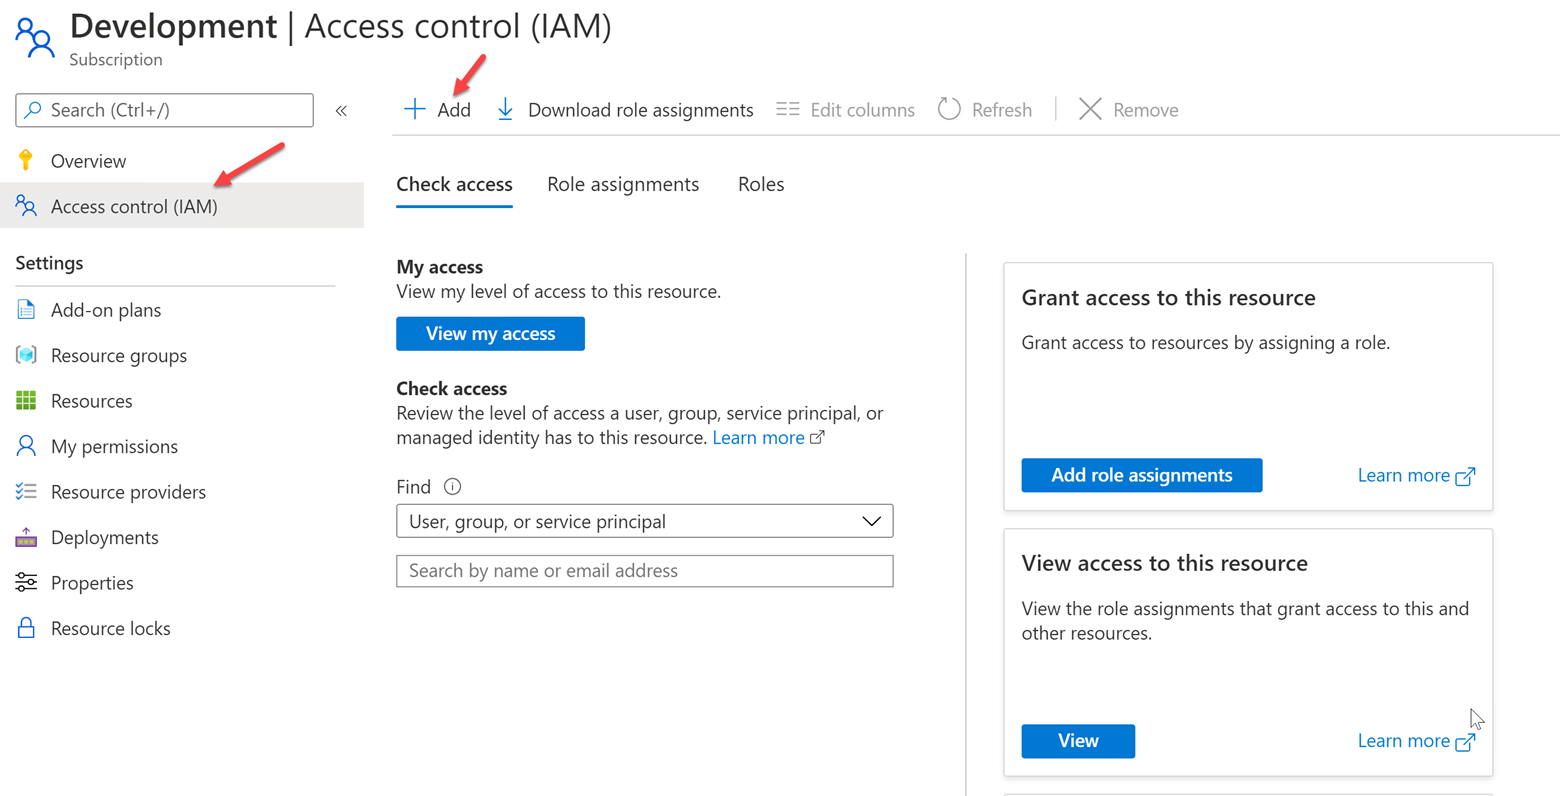 Development | Access control (IAM)
Subscription
Search (Ctrl+/)
«
Overview
Access control (IAM)
Settings
Add-on plans
Resource groups
Resources
My permissions
Resource providers
Deployments
Properties
Resource locks
Add
Download role assignments
Edit columns
Refresh
Remove
Check access
Role assignments
Roles
My access
View my level of access to this resource.
View my access
Check access
Review the level of access a user, group, service principal, or
managed identity has to this resource. Learn more
Find
User, group, or service principal
Search by name or email address
Grant access to this resource
Grant access to resources by assigning a role.
Add role assignments
Learn more
View access to this resource
View the role assignments that grant access to this and
other resources.
View
Learn more